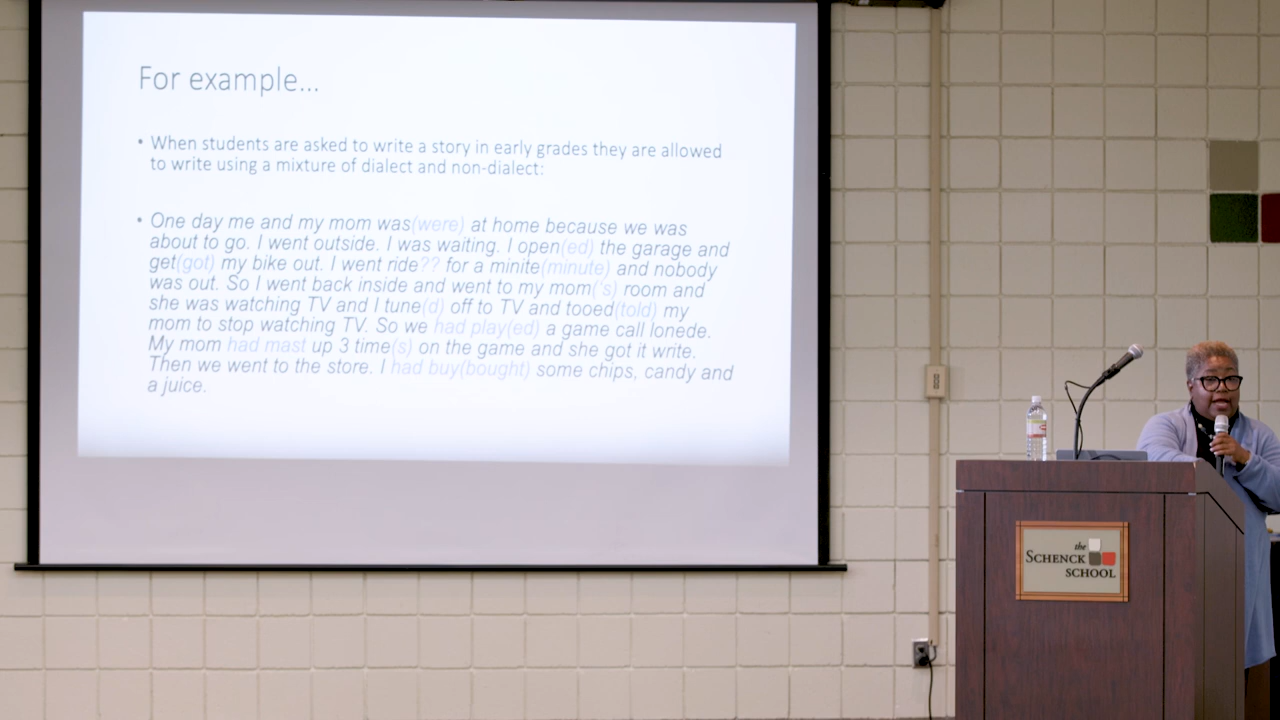 For example...
• When students are asked to write a story in early grades they are allowed
to write using a mixture of dialect and non-dialect:
• One day me and my mom was(were) at home because we was
about to go. I went outside. I was waiting. I open(ed) the garage and
get(got) my bike out. I went ride?? for a minite(minute) and nobody
was out. So I went back inside and went to my mom('s) room and
she was watching TV and I tune(d) off to TV and tooed(told) my
mom to stop watching TV. So we had play(ed) a game call lonede.
My mom had mast up 3 time(s) on the game and she got it write.
Then we went to the store. I had buy(bought) some chips, candy and
a juice.
the
SCHENCK
SCHOOL